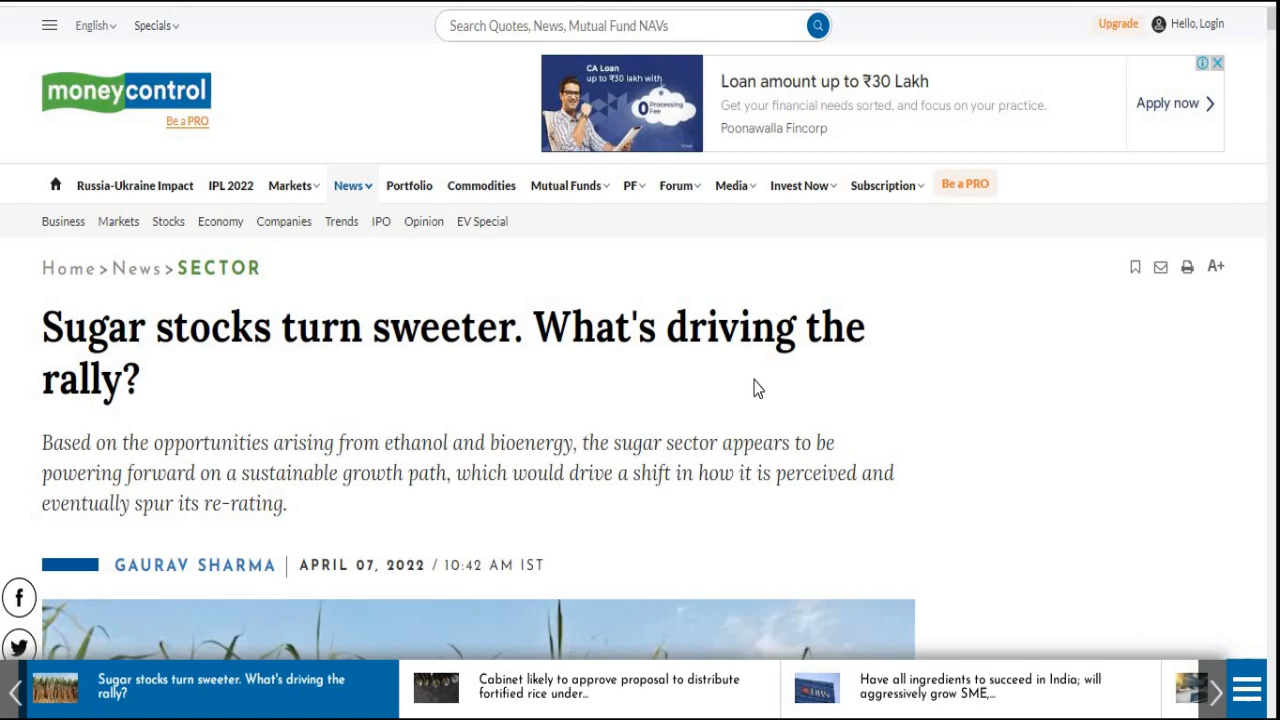 English
Specials
Search Quotes, News, Mutual Fund NAVs
Upgrade
Hello, Login
moneycontrol
Be a PRO
CA Loan
up to ₹30 lakh with
0 Processing
Fee
Loan amount up to ₹30 Lakh
Get your financial needs sorted, and focus on your practice.
Poonawalla Fincorp
Apply now
Russia-Ukraine Impact IPL 2022 Markets News Portfolio Commodities Mutual Funds PF Forum Media Invest Now Subscription Be a PRO
Business Markets Stocks Economy Companies Trends IPO Opinion EV Special
Home > News > SECTOR
A+
Sugar stocks turn sweeter. What's driving the
rally?
Based on the opportunities arising from ethanol and bioenergy, the sugar sector appears to be
powering forward on a sustainable growth path, which would drive a shift in how it is perceived and
eventually spur its re-rating.
GAURAV SHARMA | APRIL 07, 2022 / 10:42 AM IST
Sugar stocks turn sweeter. What's driving the
rally?
Cabinet likely to approve proposal to distribute
fortified rice under...
Have all ingredients to succeed in India; will
aggressively grow SME,...